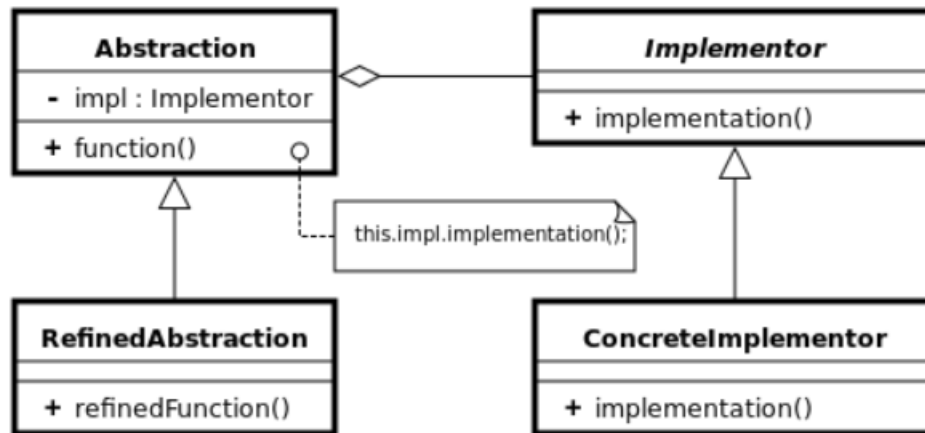 Abstraction
- impl : Implementor
+ function()
Implementor
+ implementation()
this.impl.implementation();
RefinedAbstraction
+ refinedFunction()
ConcreteImplementor
+ implementation()